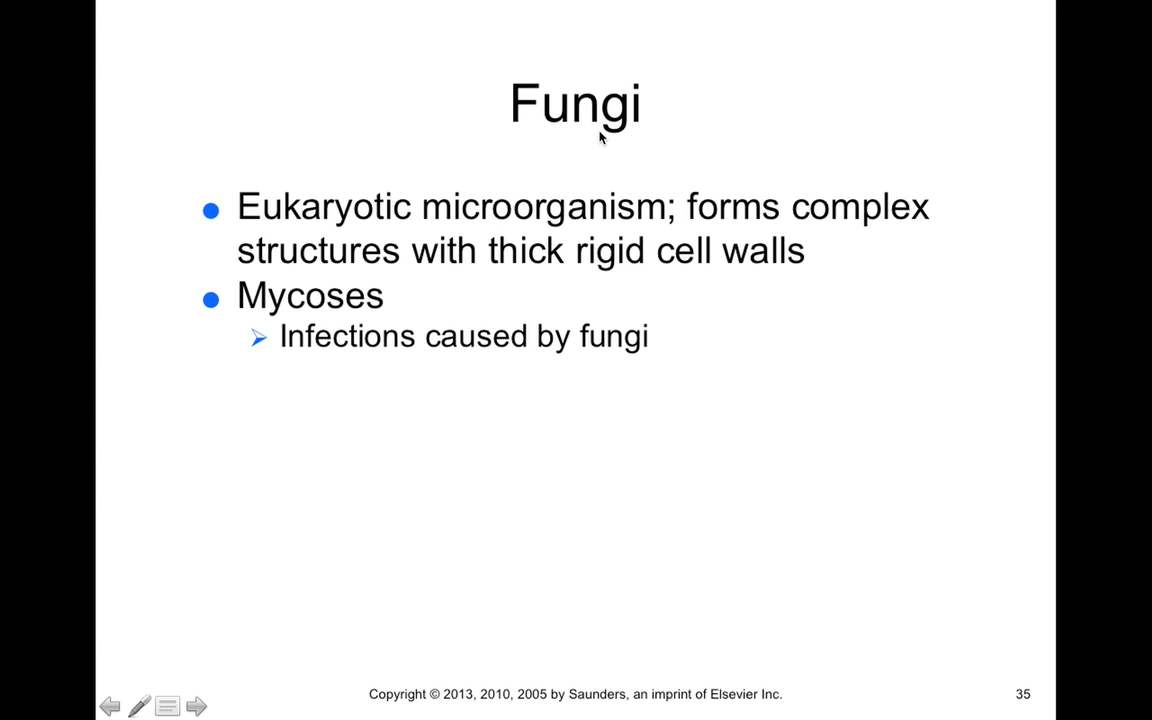 Fungi
Eukaryotic microorganism; forms complex
structures with thick rigid cell walls
Mycoses
Infections caused by fungi
Copyright © 2013, 2010, 2005 by Saunders, an imprint of Elsevier Inc.
35